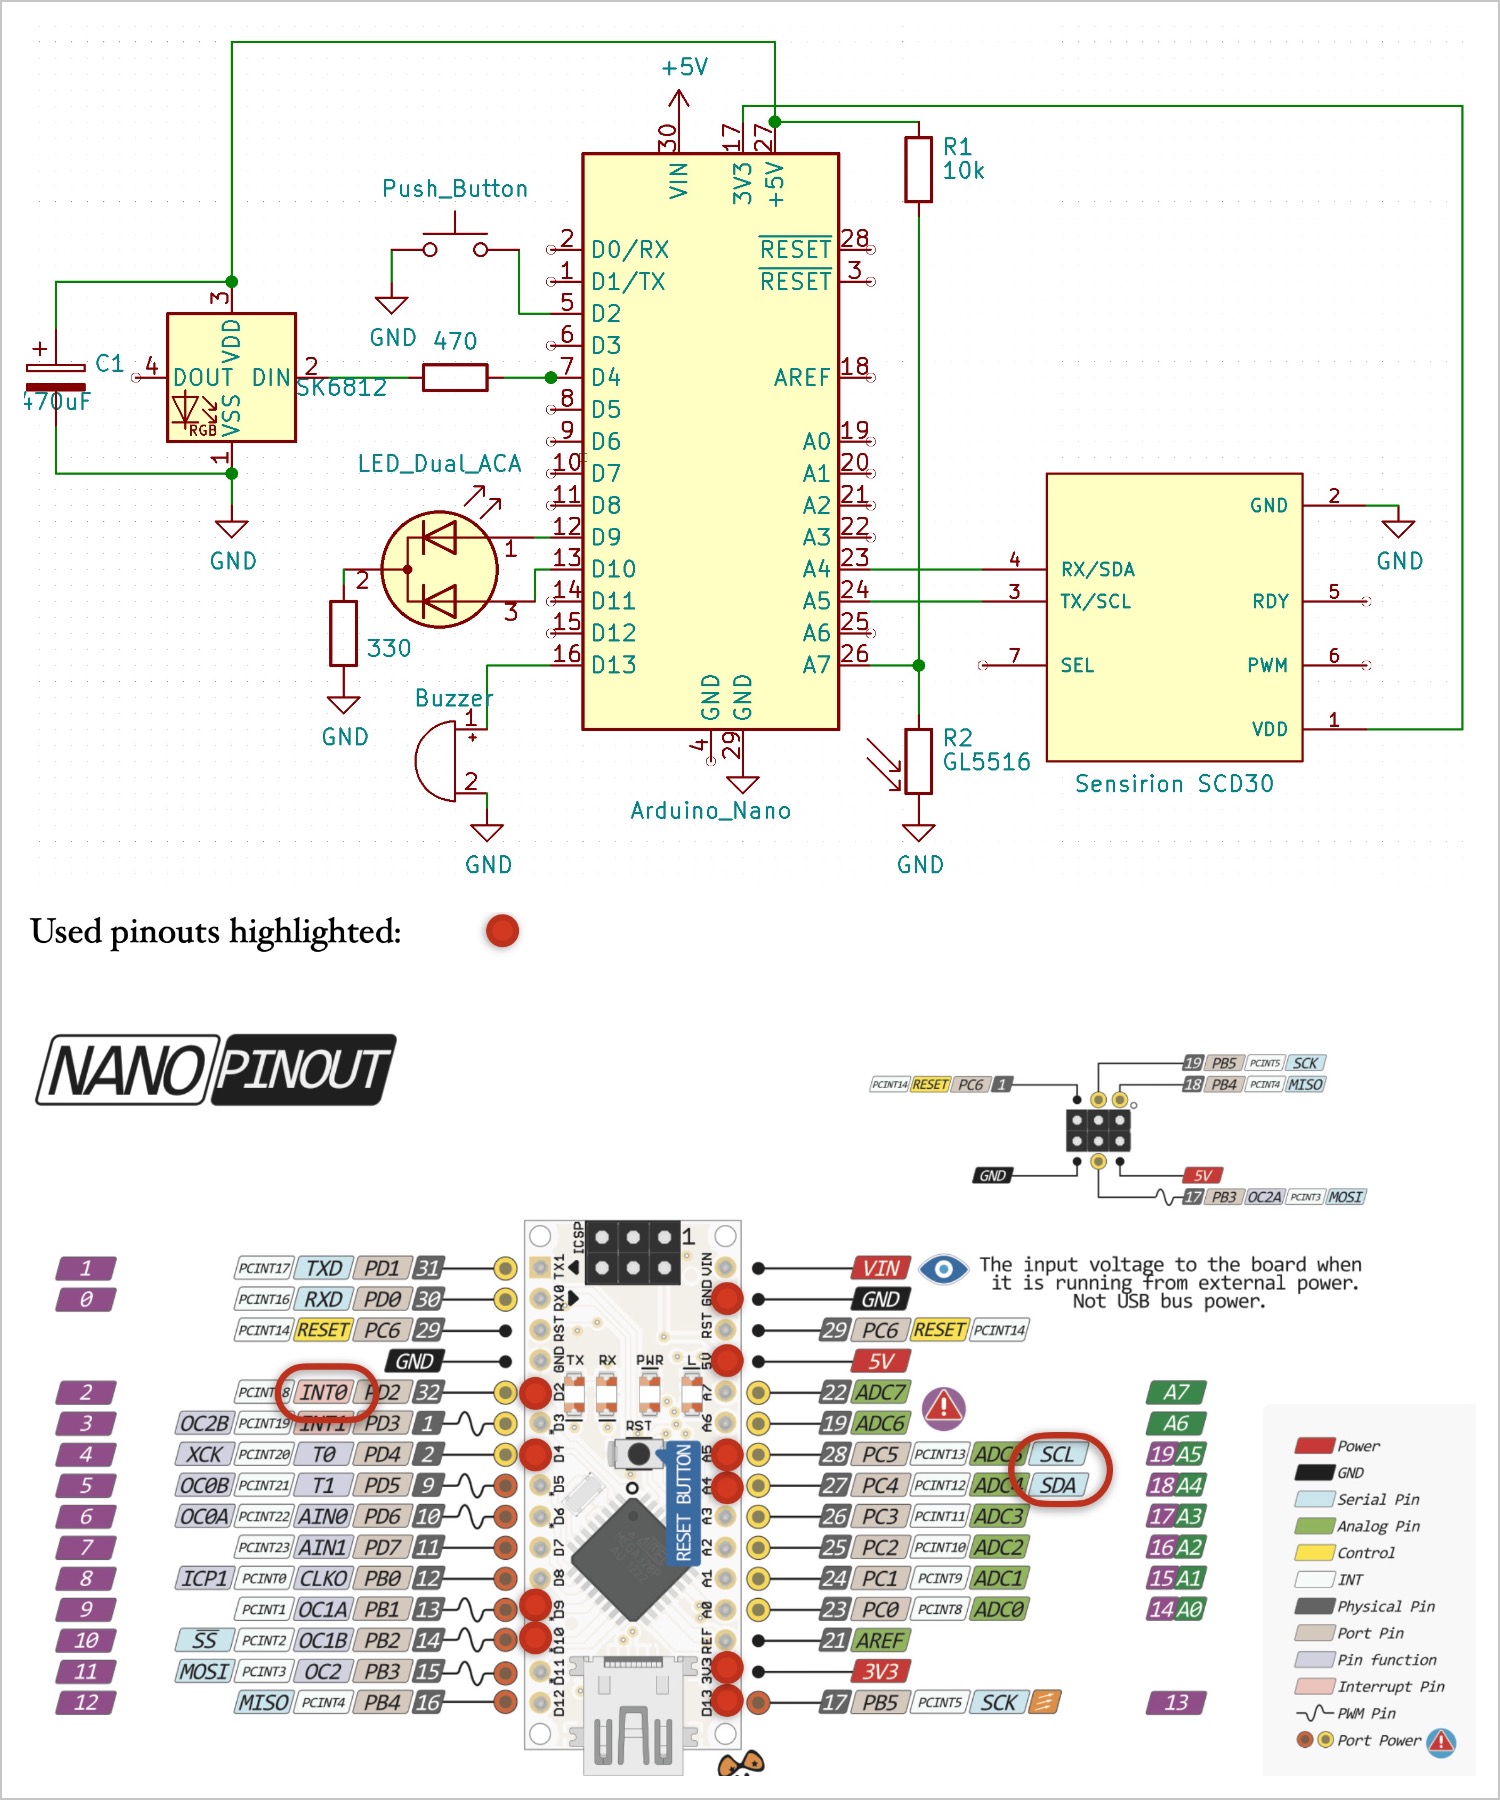 +5V
30
17
27
VIN
3V3
+5V
R1
10k
Push_Button
GND
2 D0/RX
1 D1/TX
5 D2
6 D3
7 D4
8 D5
9 D6
10 D7
11 D8
12 D9
13 D10
14 D11
15 D12
16 D13
RESET 28
RESET 3
AREF 18
A0 19
A1 20
A2 21
A3 22
A4 23
A5 24
A6 25
A7 26
GND
GND
4
29
Arduino_Nano
470
3
VDD
4 DOUT DIN 2
SK6812
RGB
VSS
1
GND
+
C1
470uF
LED_Dual_ACA
1
2
3
330
GND
Buzzer
1
+
2
GND
R2
GL5516
GND
GND 2
4 RX/SDA
3 TX/SCL
RDY 5
7 SEL
PWM 6
VDD 1
GND
Sensirion SCD30
Used pinouts highlighted:
NANO PINOUT
PCINT14 RESET PC6 1
19 PB5 PCINT5 SCK
18 PB4 PCINT4 MISO
GND
5V
17 PB3 OC2A PCINT3 MOSI
1 PCINT17 TXD PD1 31
0 PCINT16 RXD PD0 30
PCINT14 RESET PC6 29
GND
2 PCINT 8 INT0 PD2 32
3 OC2B PCINT19 INT1 PD3 1
4 XCK PCINT20 T0 PD4 2
5 OC0B PCINT21 T1 PD5 9
6 OC0A PCINT22 AIN0 PD6 10
7 PCINT23 AIN1 PD7 11
8 ICP1 PCINT0 CLKO PB0 12
9 PCINT1 OC1A PB1 13
10 SS PCINT2 OC1B PB2 14
11 MOSI PCINT3 OC2 PB3 15
12 MISO PCINT4 PB4 16
ICSP
1
TX1
RX0
RST
GND
D2
D3
D4
D5
D6
D7
D8
D9
D10
D11
D12
TX RX PWR L
RST
RESET BUTTON
VIN
GND
RST
5V
A7
A6
A5
A4
A3
A2
A1
A0
REF
3V3
D13
VIN
The input voltage to the board when
it is running from external power.
Not USB bus power.
GND
29 PC6 RESET PCINT14
5V
22 ADC7 A7
19 ADC6 A6
28 PC5 PCINT13 ADC5 SCL 19 A5
27 PC4 PCINT12 ADC4 SDA 18 A4
26 PC3 PCINT11 ADC3 17 A3
25 PC2 PCINT10 ADC2 16 A2
24 PC1 PCINT9 ADC1 15 A1
23 PC0 PCINT8 ADC0 14 A0
21 AREF
3V3
17 PB5 PCINT5 SCK 13
Power
GND
Serial Pin
Analog Pin
Control
INT
Physical Pin
Port Pin
Pin function
Interrupt Pin
PWM Pin
Port Power